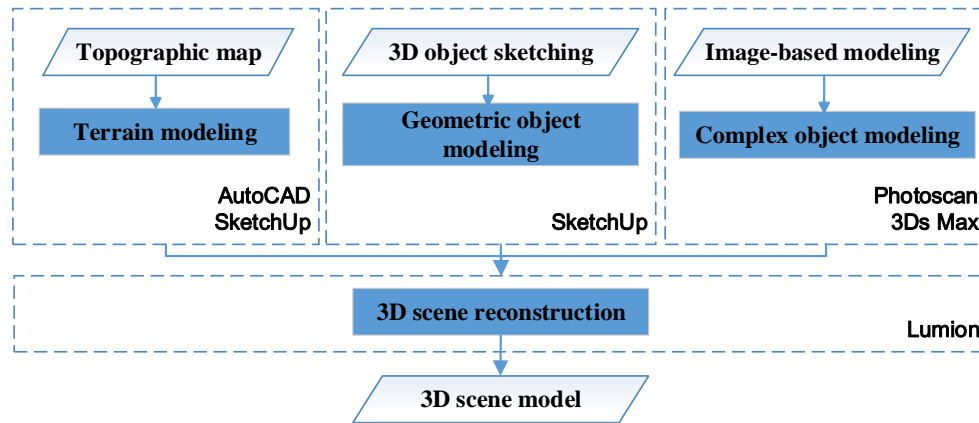 Topographic map
Terrain modeling
AutoCAD
SketchUp
3D object sketching
Geometric object
modeling
SketchUp
Image-based modeling
Complex object modeling
Photoscan
3Ds Max
3D scene reconstruction
Lumion
3D scene model